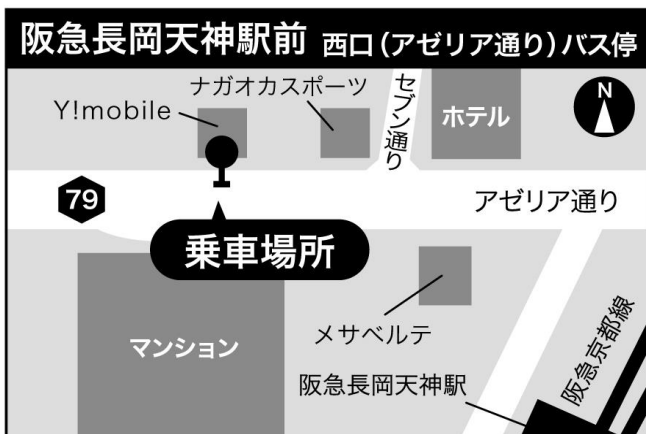 阪急長岡天神駅前 西口(アゼリア通り)バス停
ナガオカスポーツ
Y!mobile
セブン通り
ホテル
N
79
アゼリア通り
乗車場所
マンション
メサベルテ
阪急長岡天神駅
阪急京都線